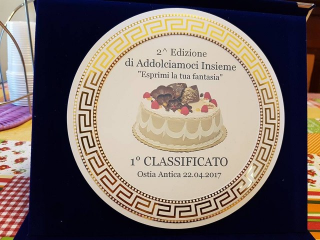 2^ Edizione
di Addolciamoci Insieme
"Esprimi la tua fantasia"
1° CLASSIFICATO
Ostia Antica 22.04.2017